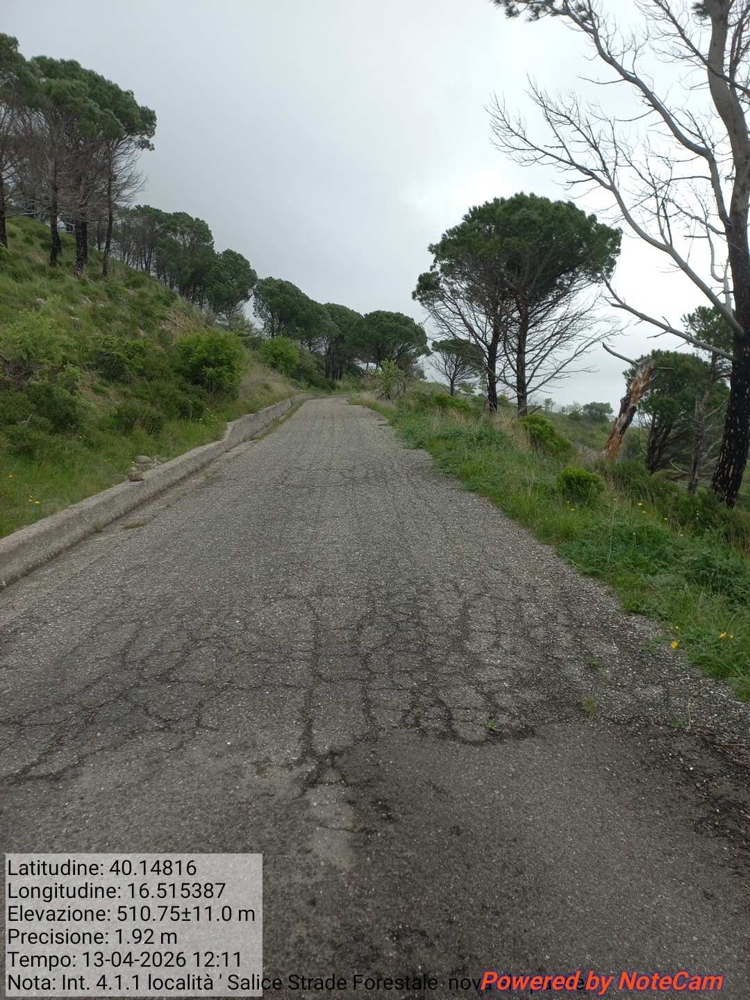 Latitudine: 40.14816
Longitudine: 16.515387
Elevazione: 510.75±11.0 m
Precisione: 1.92 m
Tempo: 13-04-2026 12:11
Nota: Int. 4.1.1 località ' Salice Strade Forestale
Powered by NoteCam